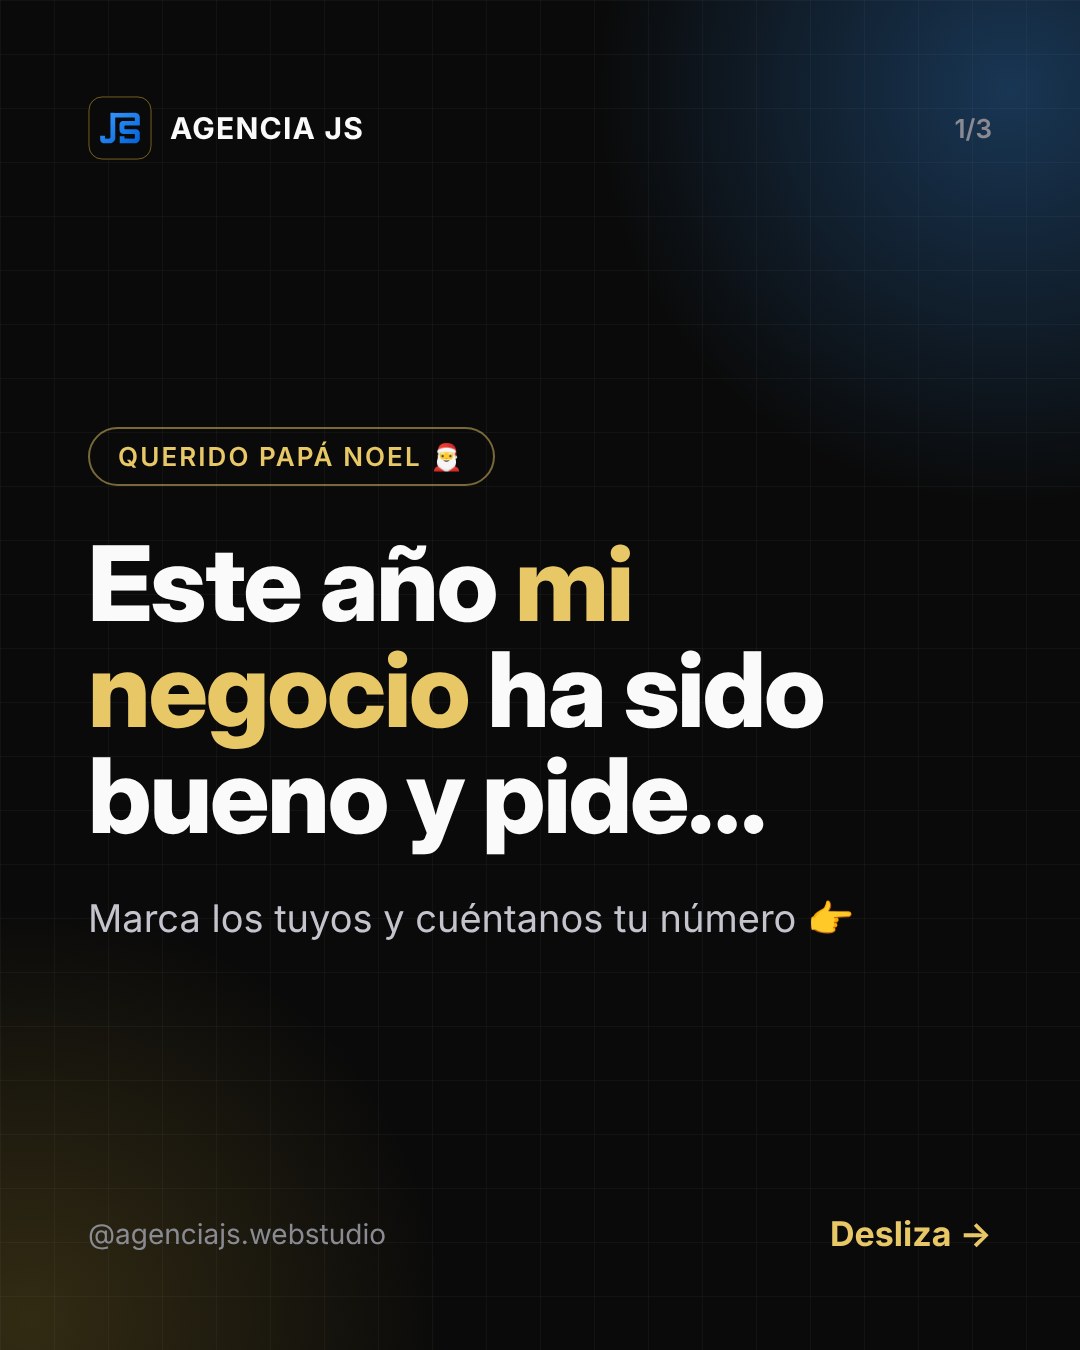 JS AGENCIA JS
1/3
QUERIDO PAPÁ NOEL 🎅
Este año mi
negocio ha sido
bueno y pide...
Marca los tuyos y cuéntanos tu número 👉
@agenciajs.webstudio
Desliza →